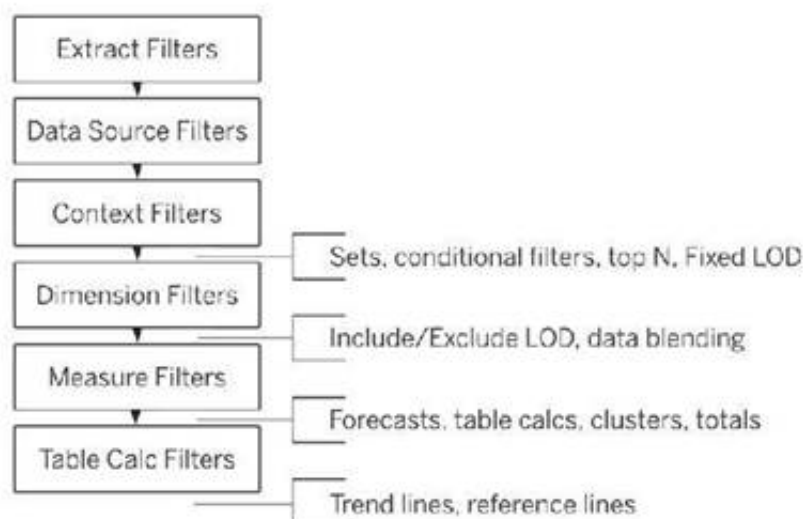 Extract Filters
Data Source Filters
Context Filters
Sets, conditional filters, top N, Fixed LOD
Dimension Filters
Include/Exclude LOD, data blending
Measure Filters
Forecasts, table calcs, clusters, totals
Table Calc Filters
Trend lines, reference lines